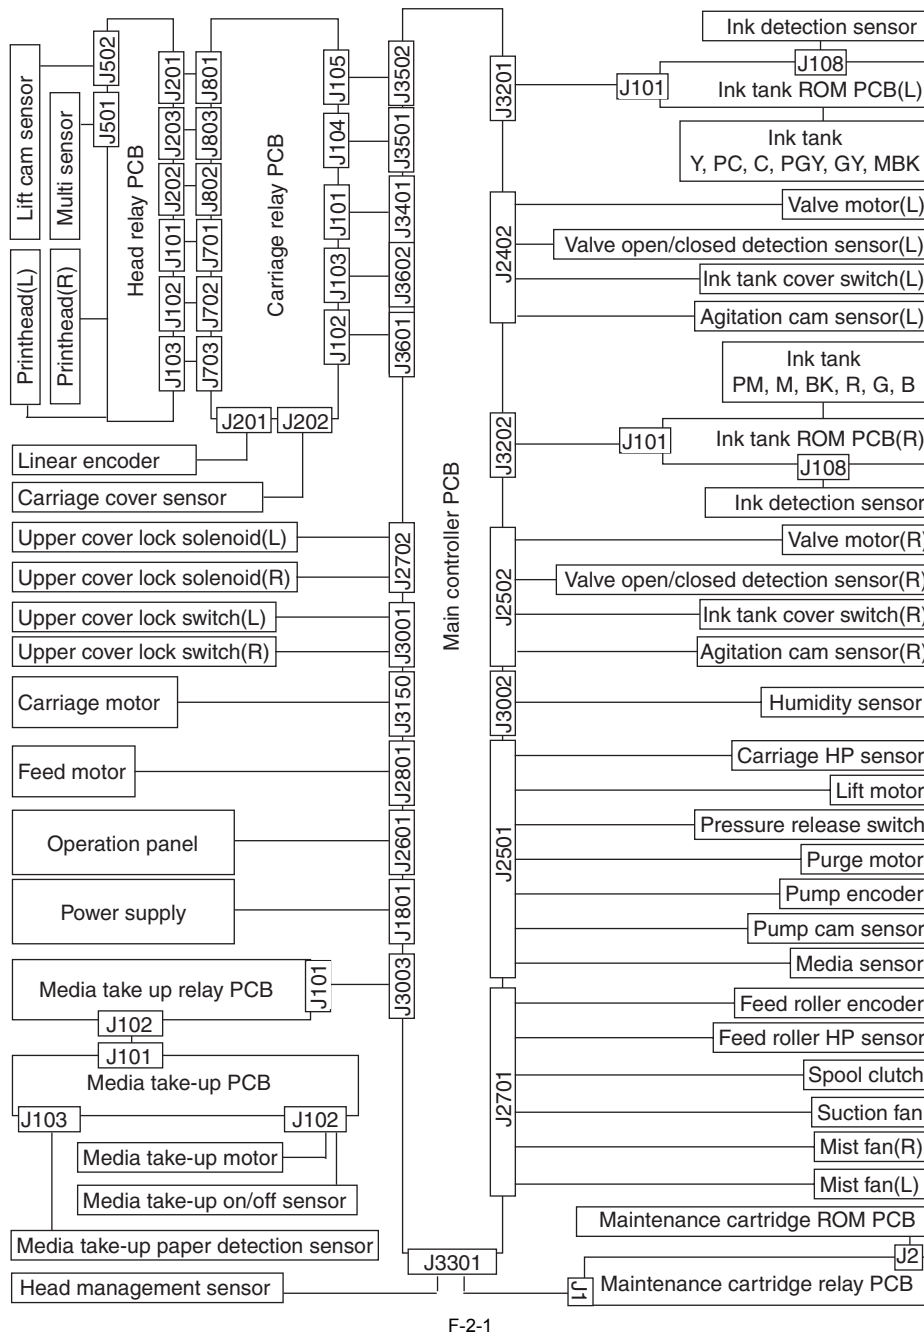 Lift cam sensor
Multi sensor
Printhead(L)
Printhead(R)
J502
J501
Head relay PCB
J201
J203
J202
J101
J102
J103
J801
J803
J802
J701
J702
J703
Carriage relay PCB
J105
J104
J101
J103
J102
J201
J202
Linear encoder
Carriage cover sensor
Upper cover lock solenoid(L)
Upper cover lock solenoid(R)
Upper cover lock switch(L)
Upper cover lock switch(R)
Carriage motor
Feed motor
Operation panel
Power supply
Media take up relay PCB
J101
J102
J101
Media take-up PCB
J103
J102
Media take-up motor
Media take-up on/off sensor
Media take-up paper detection sensor
Head management sensor
J3502
J3501
J3401
J3602
J3601
J2702
J3001
J3150
J2801
J2601
J1801
J3003
Main controller PCB
J3301
J3201
J2402
J3202
J2502
J3002
J2501
J2701
Ink detection sensor
J108
J101
Ink tank ROM PCB(L)
Ink tank
Y, PC, C, PGY, GY, MBK
Valve motor(L)
Valve open/closed detection sensor(L)
Ink tank cover switch(L)
Agitation cam sensor(L)
Ink tank
PM, M, BK, R, G, B
J101
Ink tank ROM PCB(R)
J108
Ink detection sensor
Valve motor(R)
Valve open/closed detection sensor(R)
Ink tank cover switch(R)
Agitation cam sensor(R)
Humidity sensor
Carriage HP sensor
Lift motor
Pressure release switch
Purge motor
Pump encoder
Pump cam sensor
Media sensor
Feed roller encoder
Feed roller HP sensor
Spool clutch
Suction fan
Mist fan(R)
Mist fan(L)
Maintenance cartridge ROM PCB
J2
J1
Maintenance cartridge relay PCB
F-2-1